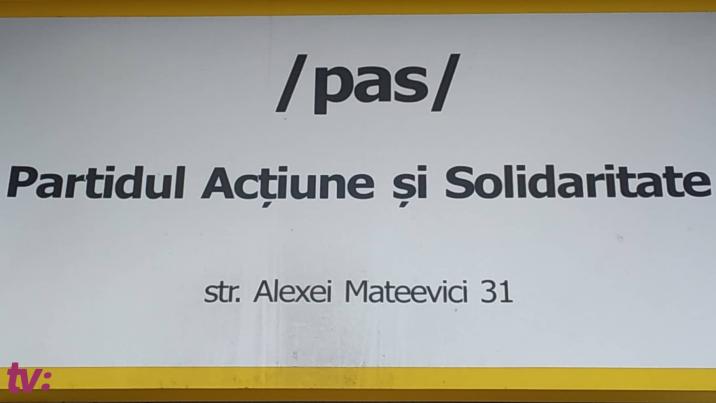 /pas/
Partidul Acțiune și Solidaritate
str. Alexei Mateevici 31
tv: